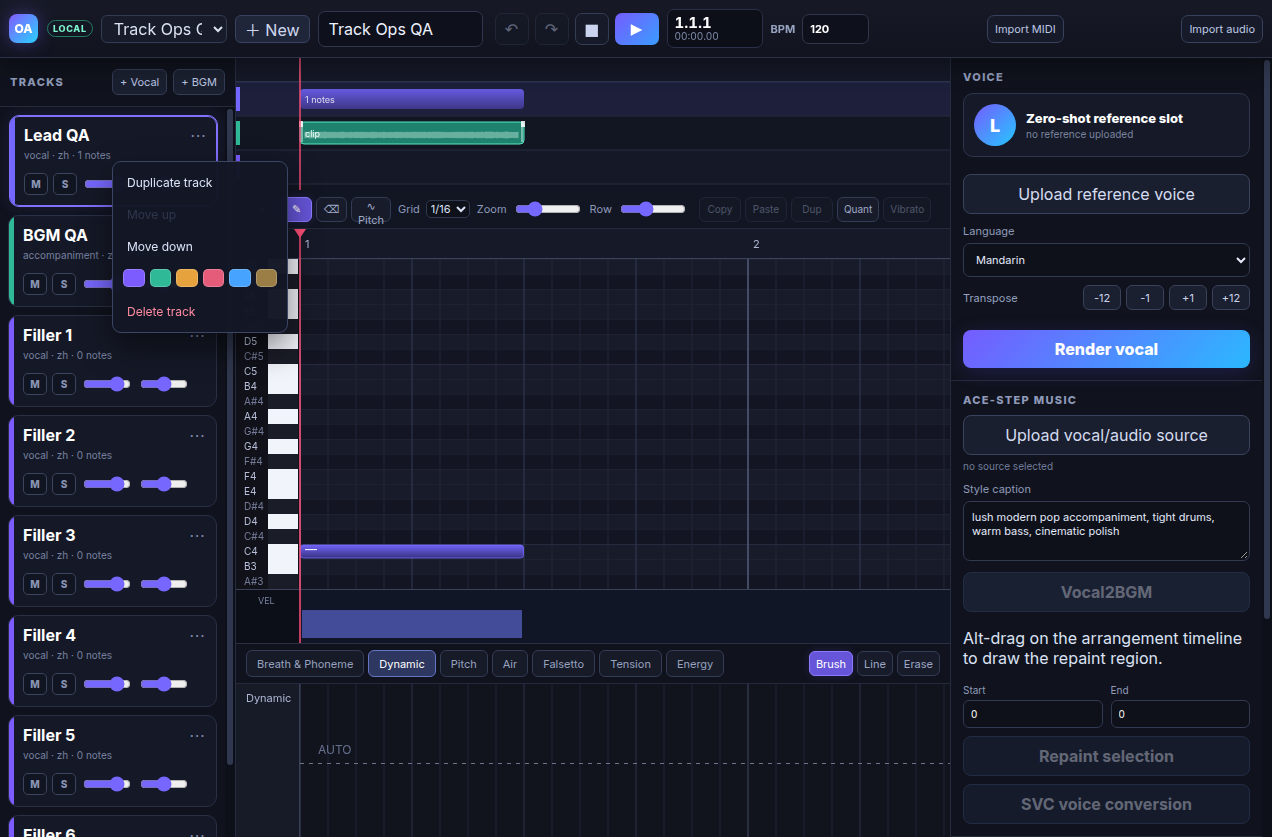 OA LOCAL Track Ops + New Track Ops QA 1.1.1 00:00.00 BPM 120 Import MIDI Import audio
TRACKS + Vocal + BGM
Lead QA
vocal · zh · 1 notes
M S
BGM QA
accompaniment · z
M S
Filler 1
vocal · zh · 0 notes
M S
Filler 2
vocal · zh · 0 notes
M S
Filler 3
vocal · zh · 0 notes
M S
Filler 4
vocal · zh · 0 notes
M S
Filler 5
vocal · zh · 0 notes
M S
Filler 6
Duplicate track
Move up
Move down
Delete track
1 notes
clip
Pitch Grid 1/16 Zoom Row Copy Paste Dup Quant Vibrato
1 2
D5
C#5
C5
B4
A#4
A4
G#4
G4
F#4
F4
E4
D#4
D4
C#4
C4
B3
A#3
VEL
Breath & Phoneme Dynamic Pitch Air Falsetto Tension Energy Brush Line Erase
Dynamic
AUTO
VOICE
L
Zero-shot reference slot
no reference uploaded
Upload reference voice
Language
Mandarin
Transpose -12 -1 +1 +12
Render vocal
ACE-STEP MUSIC
Upload vocal/audio source
no source selected
Style caption
lush modern pop accompaniment, tight drums,
warm bass, cinematic polish
Vocal2BGM
Alt-drag on the arrangement timeline
to draw the repaint region.
Start End
0 0
Repaint selection
SVC voice conversion